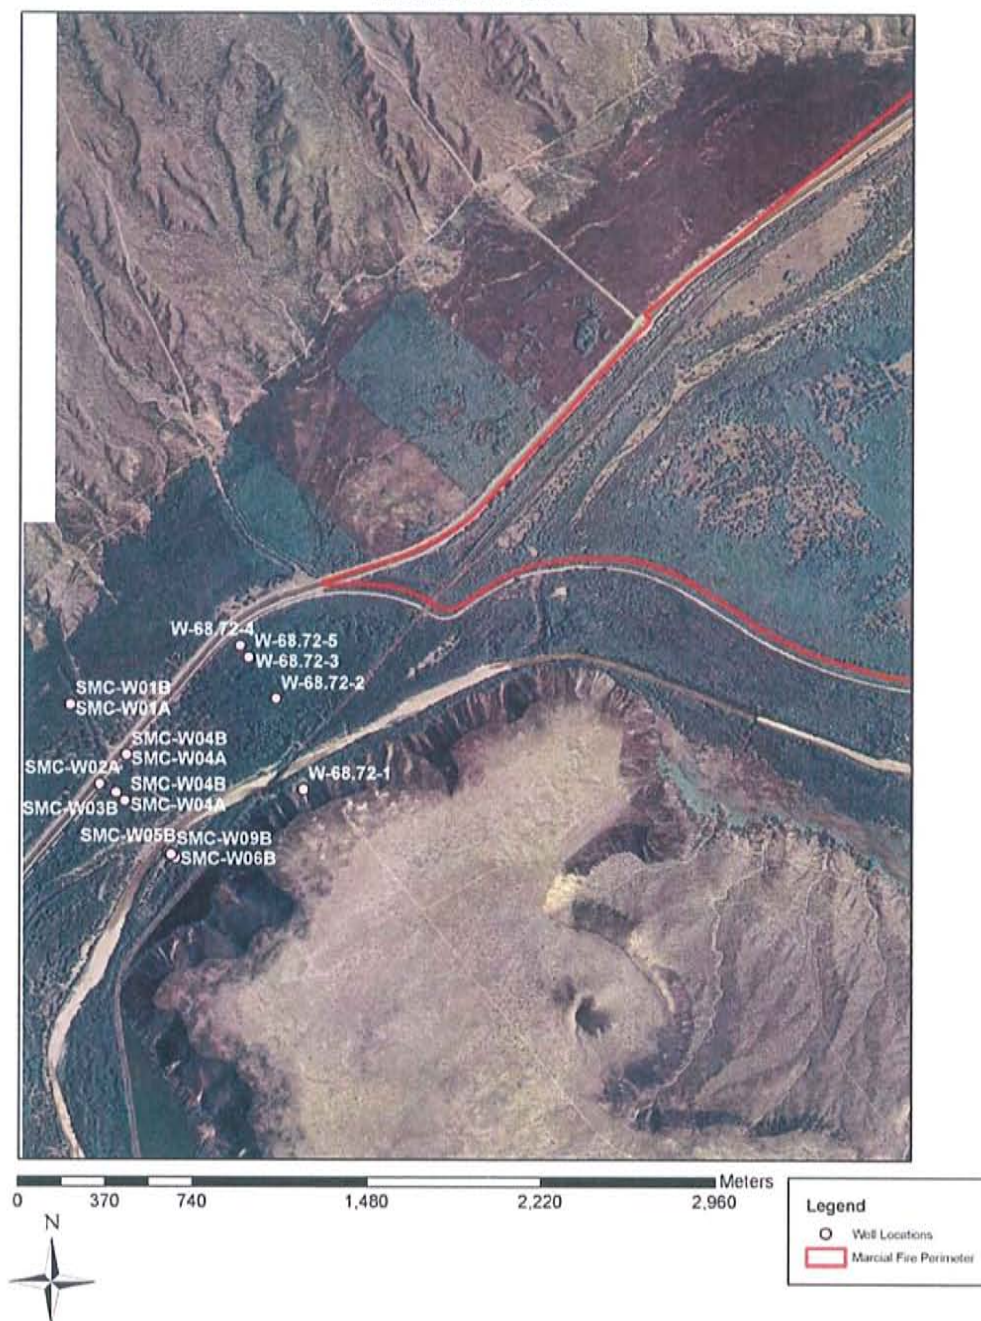 W-68.72-4
W-68.72-5
W-68.72-3
W-68.72-2
SMC-W01B
SMC-W01A
SMC-W04B
SMC-W04A
SMC-W02A
SMC-W04B
SMC-W03B
SMC-W04A
W-68.72-1
SMC-W05B
SMC-W09B
SMC-W06B
Meters
0 370 740 1,480 2,220 2,960
N
Legend
Well Locations
Marcial Fire Perimeter